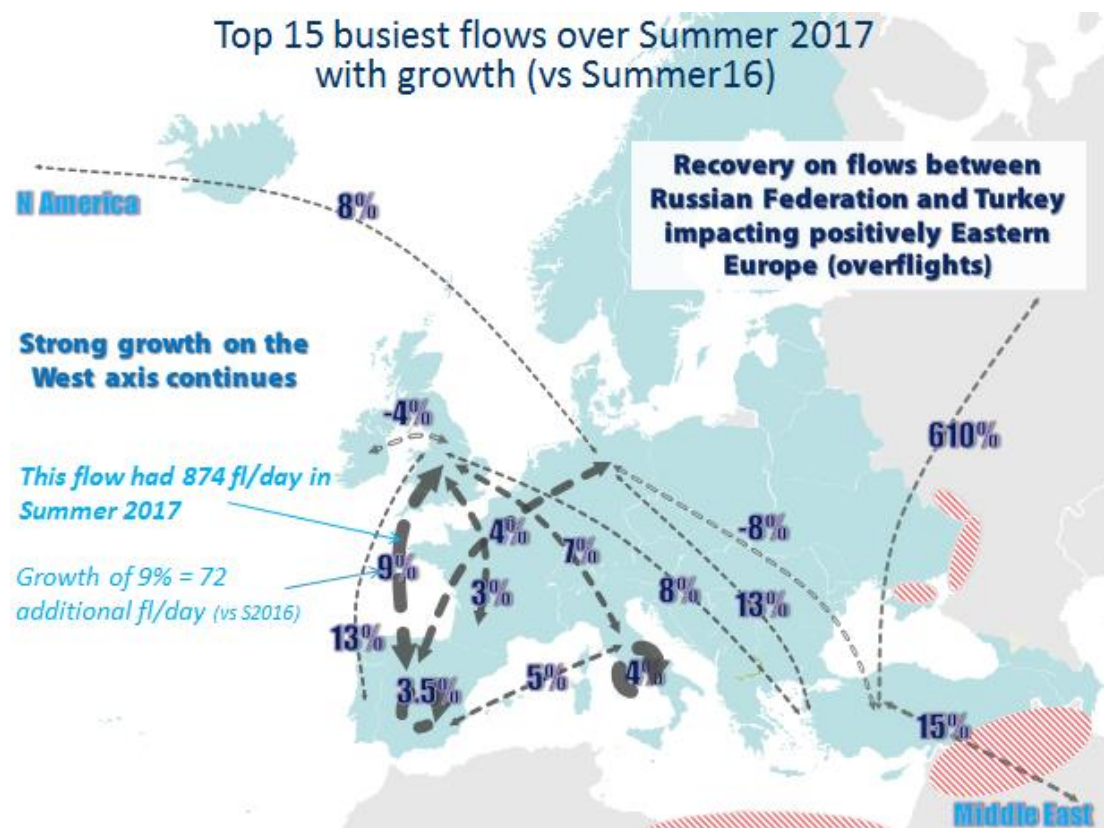 Top 15 busiest flows over Summer 2017
with growth (vs Summer16)
Recovery on flows between
Russian Federation and Turkey
impacting positively Eastern
Europe (overflights)
N America
8%
Strong growth on the
West axis continues
-4%
610%
This flow had 874 fl/day in
Summer 2017
4%
-8%
7%
9%
Growth of 9% = 72
additional fl/day (vs S2016)
3%
8%
13%
13%
5%
4%
3.5%
15%
Middle East